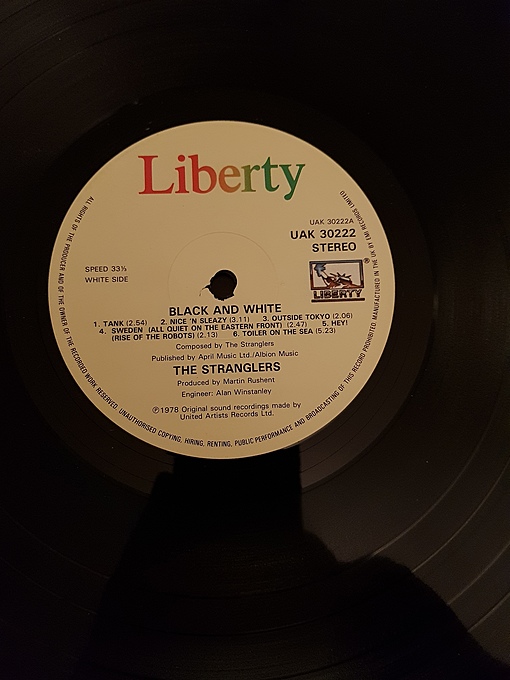 Liberty
UAK 30222A
UAK 30222
STEREO
SPEED 33⅓
WHITE SIDE
®
LIBERTY
BLACK AND WHITE
1. TANK (2.54) 2. NICE 'N SLEAZY (3.11) 3. OUTSIDE TOKYO (2.06)
4. SWEDEN (ALL QUIET ON THE EASTERN FRONT) (2.47) 5. HEY!
(RISE OF THE ROBOTS) (2.13) 6. TOILER ON THE SEA (5.23)
Composed by The Stranglers
Published by April Music Ltd./Albion Music
THE STRANGLERS
Produced by Martin Rushent
Engineer: Alan Winstanley
℗1978 Original sound recordings made by
United Artists Records Ltd.
ALL RIGHTS OF THE PRODUCER AND OF THE OWNER OF THE RECORDED WORK RESERVED. UNAUTHORISED COPYING, HIRING, RENTING, PUBLIC PERFORMANCE AND BROADCASTING OF THIS RECORD PROHIBITED. MANUFACTURED IN THE UK BY EMI RECORDS LIMITED